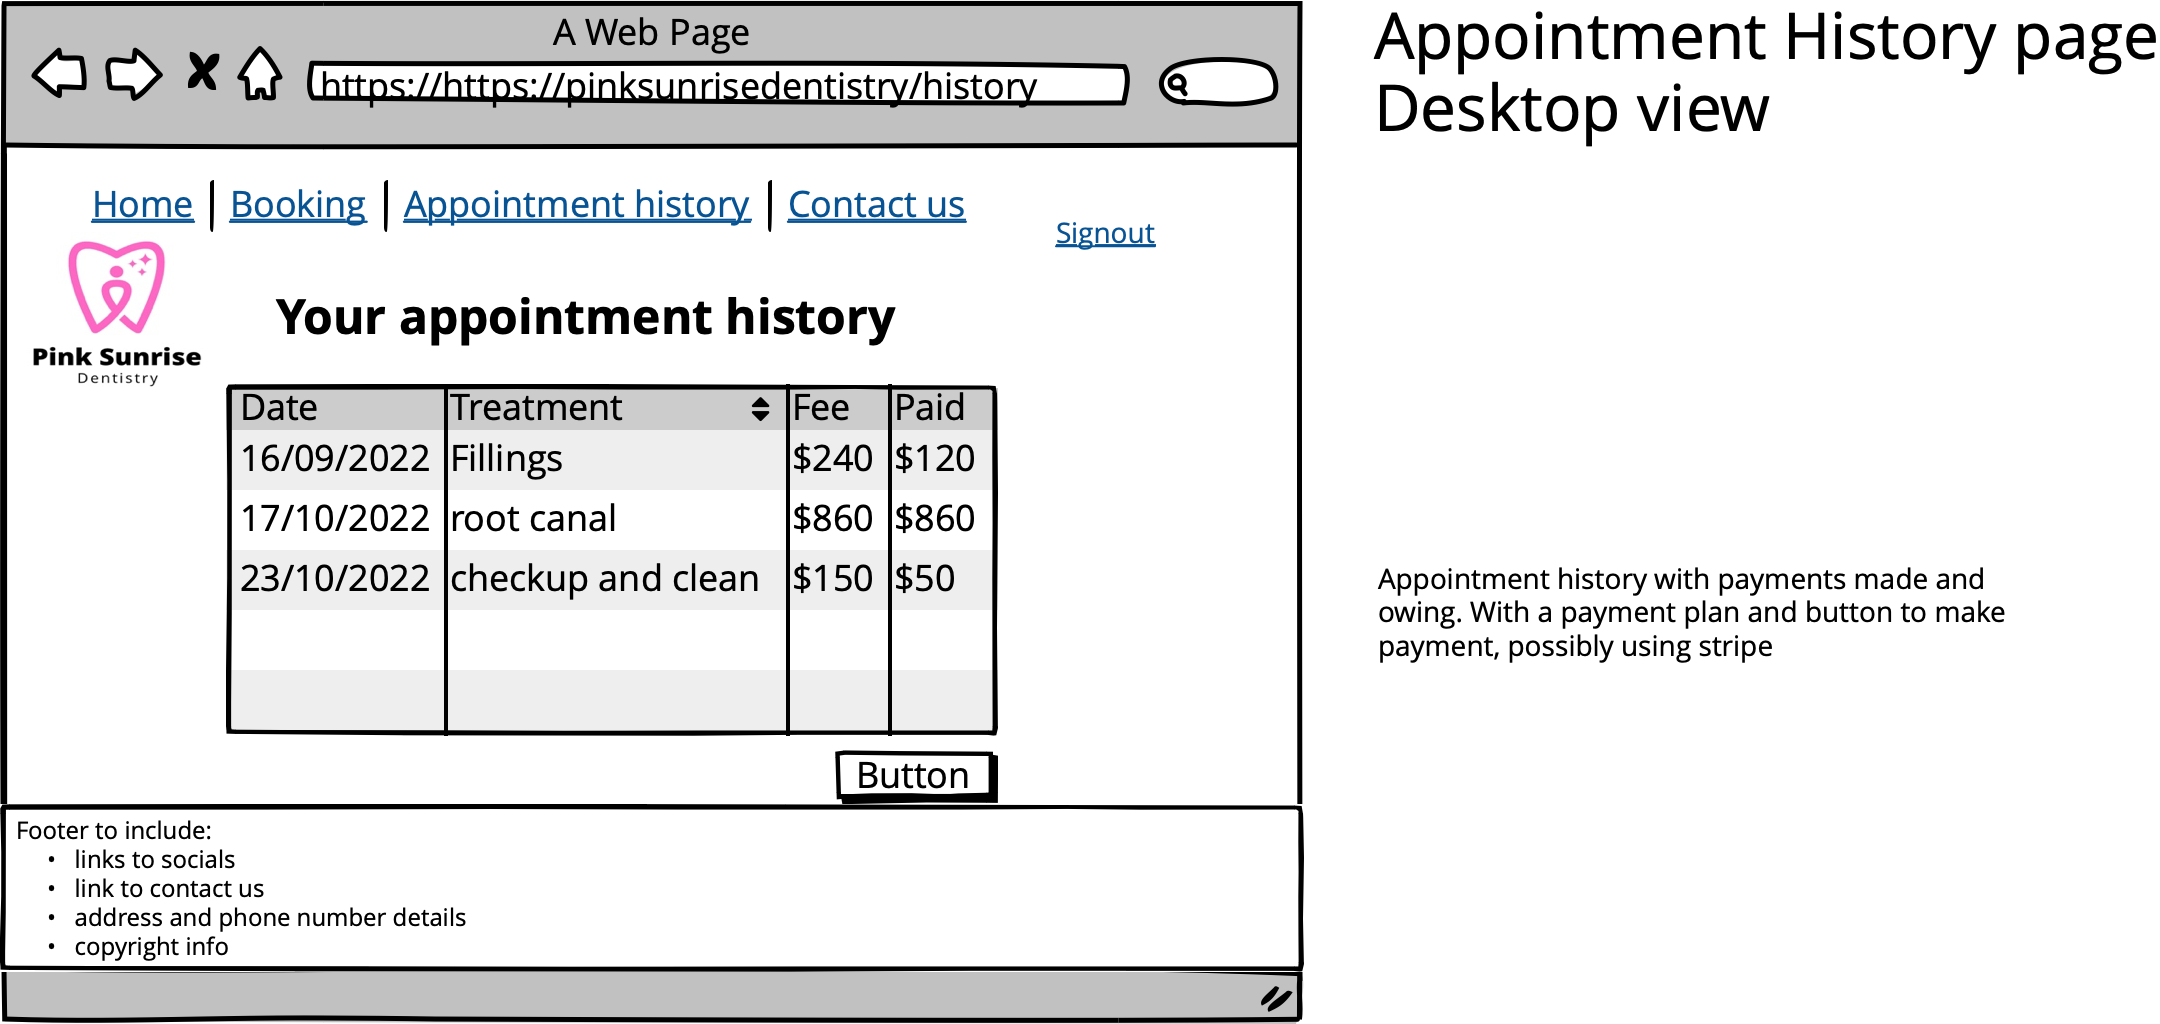 A Web Page
https://https://pinksunrisedentistry/history
Appointment History page
Desktop view
Home Booking Appointment history Contact us
Signout
Pink Sunrise
Dentistry
Your appointment history
Date Treatment Fee Paid
16/09/2022 Fillings $240 $120
17/10/2022 root canal $860 $860
23/10/2022 checkup and clean $150 $50
Button
Appointment history with payments made and
owing. With a payment plan and button to make
payment, possibly using stripe
Footer to include:
• links to socials
• link to contact us
• address and phone number details
• copyright info